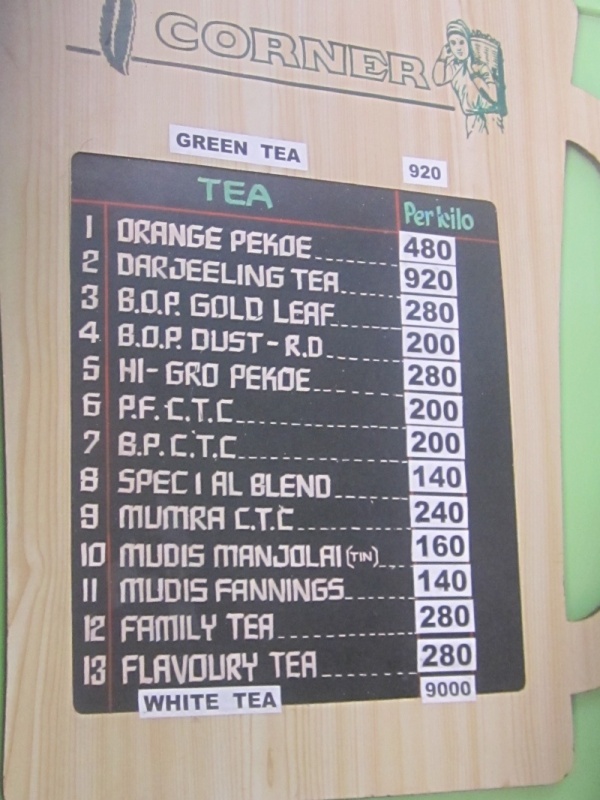 CORNER
GREEN TEA 920
TEA Per kilo
1 ORANGE PEKOE 480
2 DARJEELING TEA 920
3 B.O.P. GOLD LEAF 280
4 B.O.P. DUST - R.D 200
5 HI- GRO PEKOE 280
6 P.F. C.T.C 200
7 B.P. C.T.C 200
8 SPECIAL BLEND 140
9 MUMRA C.T.C 240
10 MUDIS MANJOLAI (TIN) 160
11 MUDIS FANNINGS 140
12 FAMILY TEA 280
13 FLAVOURY TEA 280
WHITE TEA 9000